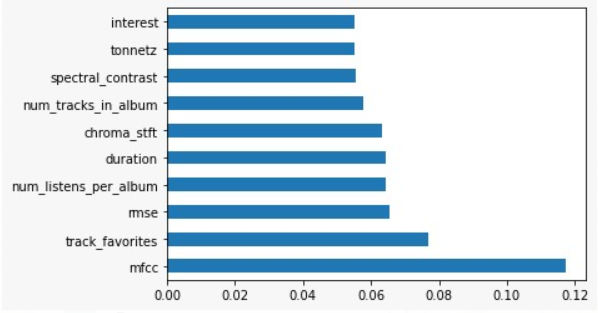 interest
tonnetz
spectral_contrast
num_tracks_in_album
chroma_stft
duration
num_listens_per_album
rmse
track_favorites
mfcc
0.00 0.02 0.04 0.06 0.08 0.10 0.12